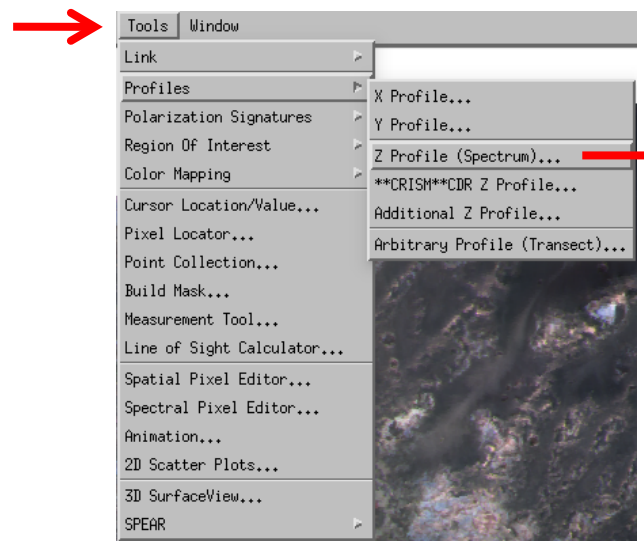 Tools Window
Link
Profiles
Polarization Signatures
Region Of Interest
Color Mapping
Cursor Location/Value...
Pixel Locator...
Point Collection...
Build Mask...
Measurement Tool...
Line of Sight Calculator...
Spatial Pixel Editor...
Spectral Pixel Editor...
Animation...
2D Scatter Plots...
3D SurfaceView...
SPEAR
X Profile...
Y Profile...
Z Profile (Spectrum)...
**CRISM**CDR Z Profile...
Additional Z Profile...
Arbitrary Profile (Transect)...